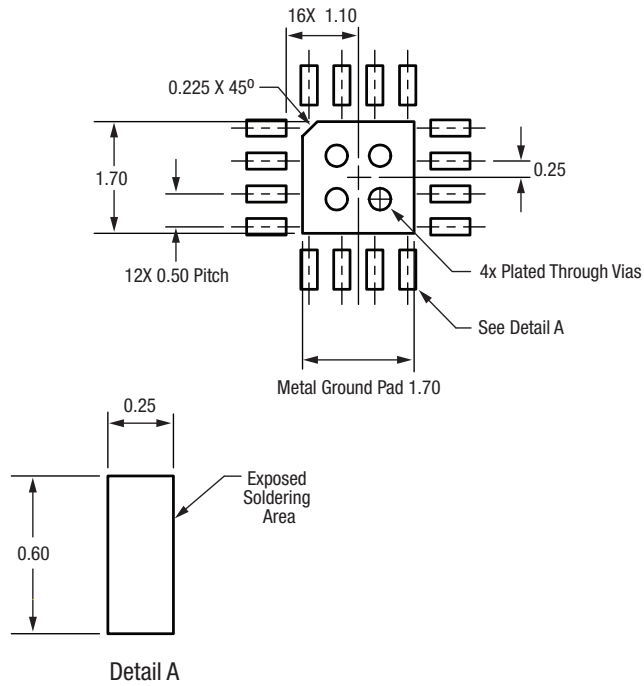 16X 1.10
0.225 X 45⁰
1.70
0.25
12X 0.50 Pitch
4x Plated Through Vias
See Detail A
Metal Ground Pad 1.70
0.25
Exposed
Soldering
Area
0.60
Detail A